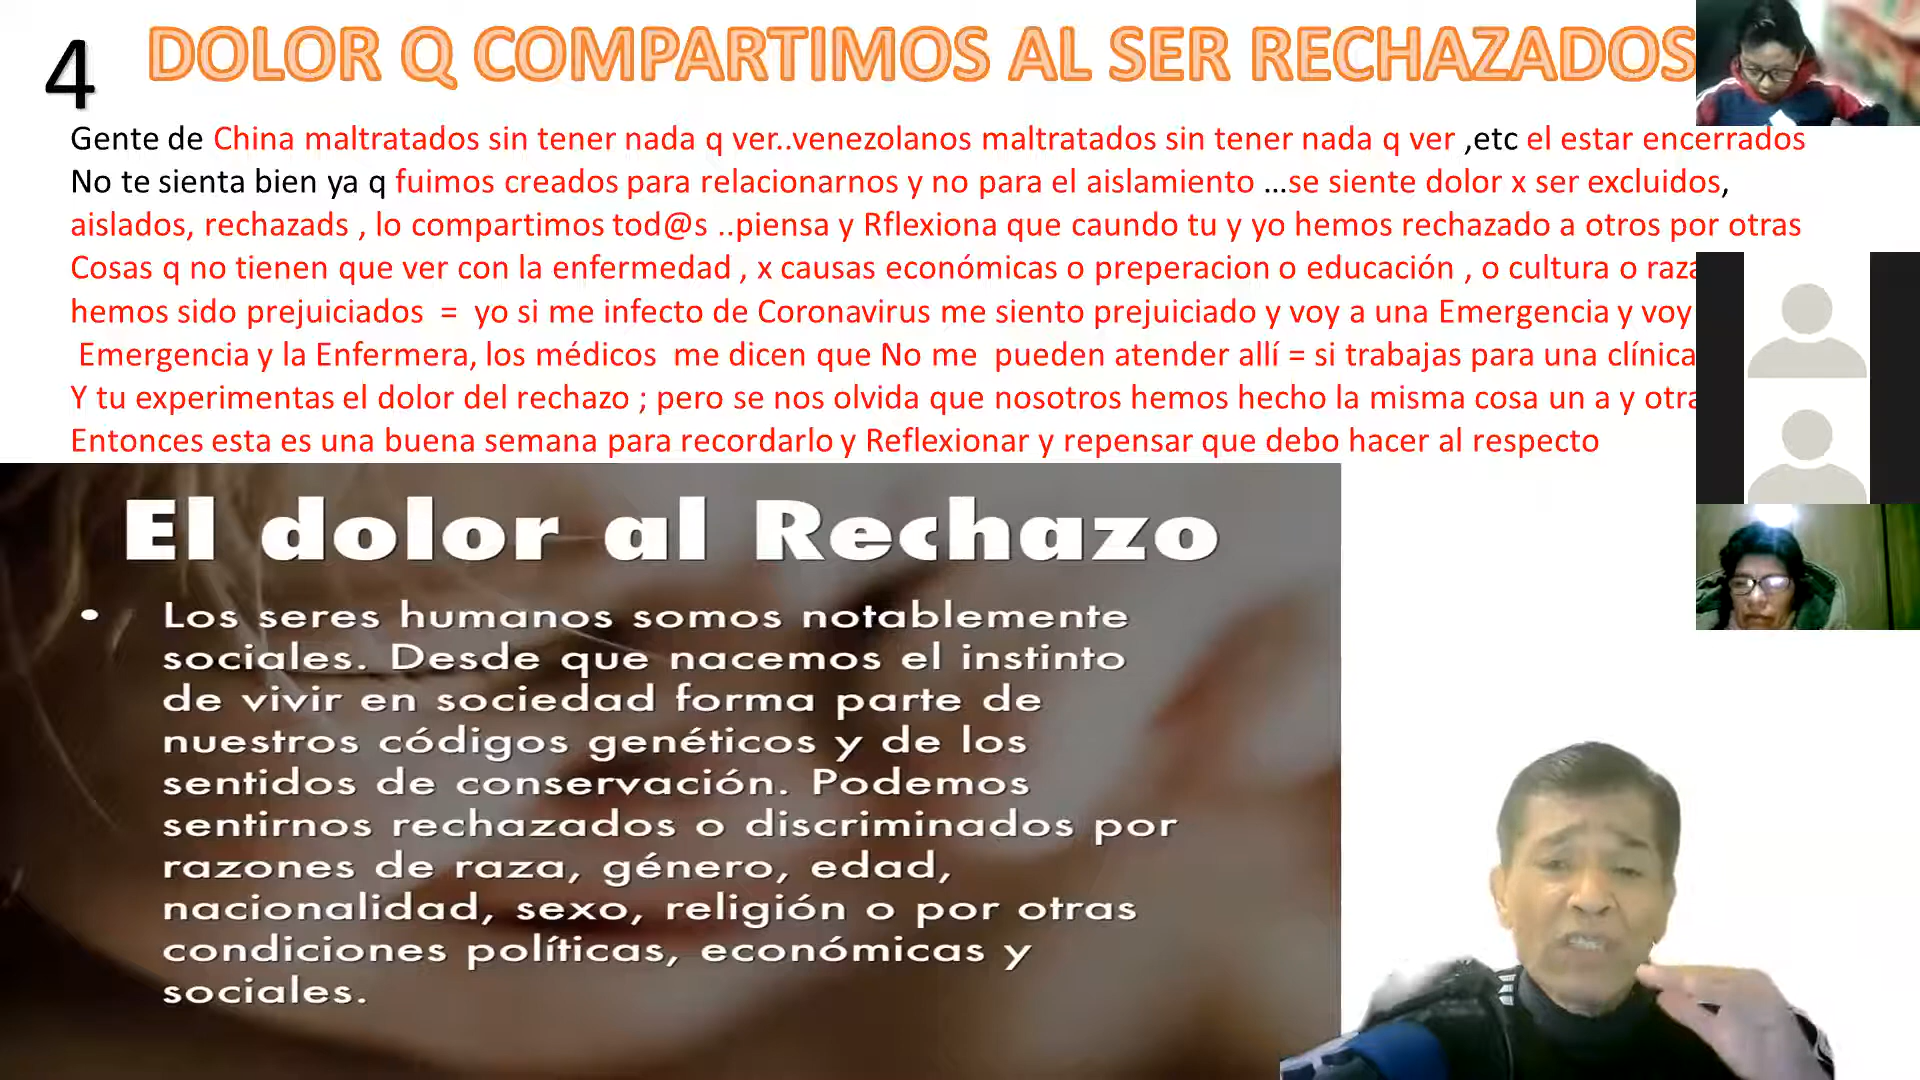 4
DOLOR Q COMPARTIMOS AL SER RECHAZADOS
Gente de China maltratados sin tener nada q ver..venezolanos maltratados sin tener nada q ver ,etc el estar encerrados
No te sienta bien ya q fuimos creados para relacionarnos y no para el aislamiento ...se siente dolor x ser excluidos,
aislados, rechazads , lo compartimos tod@s ..piensa y Rflexiona que caundo tu y yo hemos rechazado a otros por otras
Cosas q no tienen que ver con la enfermedad , x causas económicas o preperacion o educación , o cultura o raza
hemos sido prejuiciados = yo si me infecto de Coronavirus me siento prejuiciado y voy a una Emergencia y voy
Emergencia y la Enfermera, los médicos me dicen que No me pueden atender allí = si trabajas para una clínica
Y tu experimentas el dolor del rechazo ; pero se nos olvida que nosotros hemos hecho la misma cosa un a y otra
Entonces esta es una buena semana para recordarlo y Reflexionar y repensar que debo hacer al respecto
El dolor al Rechazo
• Los seres humanos somos notablemente
sociales. Desde que nacemos el instinto
de vivir en sociedad forma parte de
nuestros códigos genéticos y de los
sentidos de conservación. Podemos
sentirnos rechazados o discriminados por
razones de raza, género, edad,
nacionalidad, sexo, religión o por otras
condiciones políticas, económicas y
sociales.